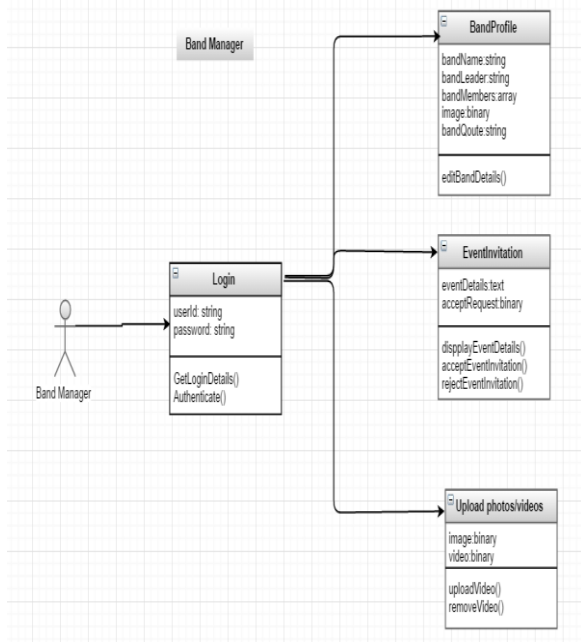 Band Manager
BandProfile
bandName:string
bandLeader:string
bandMembers:array
image:binary
bandQoute:string
editBandDetails()
EventInvitation
eventDetails:text
acceptRequest:binary
dispplayEventDetails()
acceptEventInvitation()
rejectEventInvitation()
Login
userId: string
password: string
GetLoginDetails()
Authenticate()
Band Manager
Upload photos/videos
image:binary
video:binary
uploadVideo()
removeVideo()